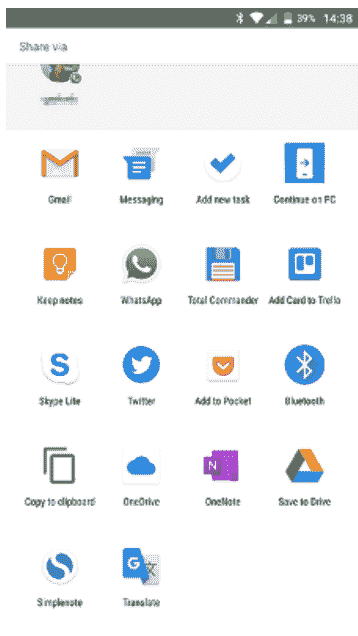 39% 14:38
Share via
Gmail Messaging Add new task Continue on PC
Keep notes WhatsApp Total Commander Add Card to Trello
S
Skype Lite Twitter Add to Pocket Bluetooth
N
Copy to clipboard OneDrive OneNote Save to Drive
G 文
Simplenote Translate